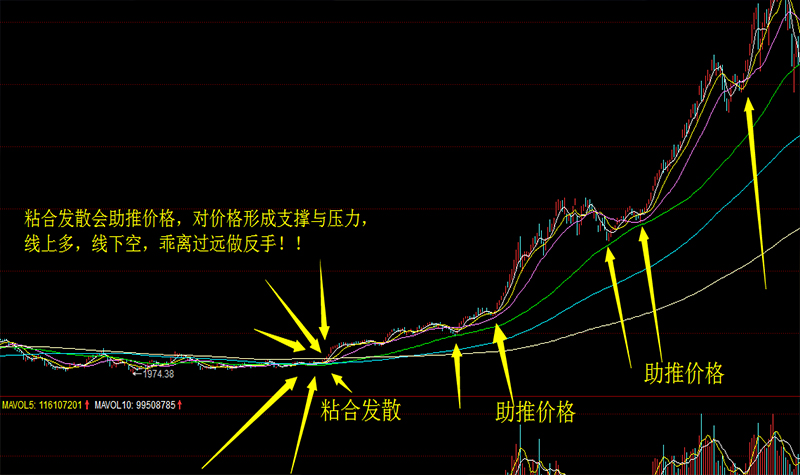 粘合发散会助推价格，对价格形成支撑与压力，
线上多，线下空，乖离过远做反手！！
1974.38
粘合发散
助推价格
助推价格
MAVOL5: 116107201 MAVOL10: 99508785